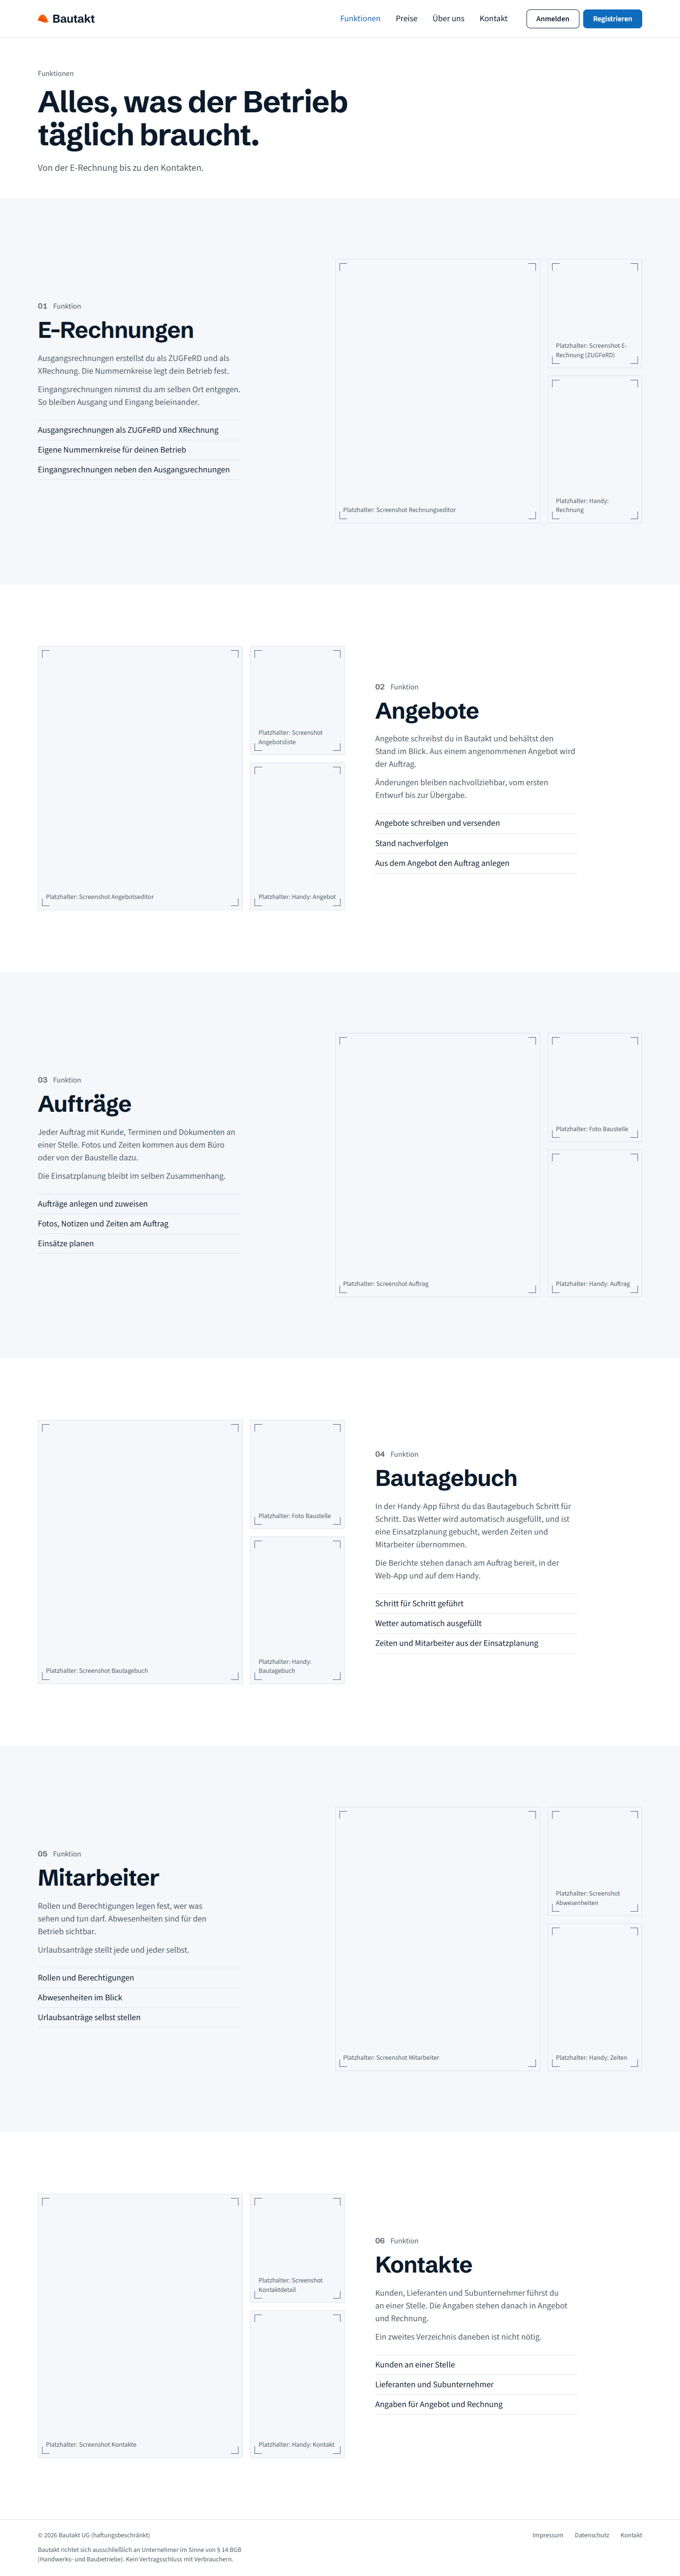 Bautakt
Funktionen
Preise
Über uns
Kontakt
Anmelden
Registrieren
Funktionen
Alles, was der Betrieb
täglich braucht.
Von der E-Rechnung bis zu den Kontakten.
01 Funktion
E-Rechnungen
Ausgangsrechnungen erstellst du als ZUGFeRD und als
XRechnung. Die Nummernkreise legt dein Betrieb fest.
Eingangsrechnungen nimmst du am selben Ort entgegen.
So bleiben Ausgang und Eingang beieinander.
Ausgangsrechnungen als ZUGFeRD und XRechnung
Eigene Nummernkreise für deinen Betrieb
Eingangsrechnungen neben den Ausgangsrechnungen
Platzhalter: Screenshot Rechnungseditor
Platzhalter: Screenshot E-
Rechnung (ZUGFeRD)
Platzhalter: Handy:
Rechnung
Platzhalter: Screenshot Angebotseditor
Platzhalter: Screenshot
Angebotsliste
Platzhalter: Handy: Angebot
02 Funktion
Angebote
Angebote schreibst du in Bautakt und behältst den
Stand im Blick. Aus einem angenommenen Angebot wird
der Auftrag.
Änderungen bleiben nachvollziehbar, vom ersten
Entwurf bis zur Übergabe.
Angebote schreiben und versenden
Stand nachverfolgen
Aus dem Angebot den Auftrag anlegen
03 Funktion
Aufträge
Jeder Auftrag mit Kunde, Terminen und Dokumenten an
einer Stelle. Fotos und Zeiten kommen aus dem Büro
oder von der Baustelle dazu.
Die Einsatzplanung bleibt im selben Zusammenhang.
Aufträge anlegen und zuweisen
Fotos, Notizen und Zeiten am Auftrag
Einsätze planen
Platzhalter: Screenshot Auftrag
Platzhalter: Foto Baustelle
Platzhalter: Handy: Auftrag
Platzhalter: Screenshot Bautagebuch
Platzhalter: Foto Baustelle
Platzhalter: Handy:
Bautagebuch
04 Funktion
Bautagebuch
In der Handy-App führst du das Bautagebuch Schritt für
Schritt. Das Wetter wird automatisch ausgefüllt, und ist
eine Einsatzplanung gebucht, werden Zeiten und
Mitarbeiter übernommen.
Die Berichte stehen danach am Auftrag bereit, in der
Web-App und auf dem Handy.
Schritt für Schritt geführt
Wetter automatisch ausgefüllt
Zeiten und Mitarbeiter aus der Einsatzplanung
05 Funktion
Mitarbeiter
Rollen und Berechtigungen legen fest, wer was
sehen und tun darf. Abwesenheiten sind für den
Betrieb sichtbar.
Urlaubsanträge stellt jede und jeder selbst.
Rollen und Berechtigungen
Abwesenheiten im Blick
Urlaubsanträge selbst stellen
Platzhalter: Screenshot Mitarbeiter
Platzhalter: Screenshot
Abwesenheiten
Platzhalter: Handy: Zeiten
Platzhalter: Screenshot Kontakte
Platzhalter: Screenshot
Kontaktdetail
Platzhalter: Handy: Kontakt
06 Funktion
Kontakte
Kunden, Lieferanten und Subunternehmer führst du
an einer Stelle. Die Angaben stehen danach in Angebot
und Rechnung.
Ein zweites Verzeichnis daneben ist nicht nötig.
Kunden an einer Stelle
Lieferanten und Subunternehmer
Angaben für Angebot und Rechnung
© 2026 Bautakt UG (haftungsbeschränkt)
Impressum
Datenschutz
Kontakt
Bautakt richtet sich ausschließlich an Unternehmer im Sinne von § 14 BGB
(Handwerks- und Baubetriebe). Kein Vertragsschluss mit Verbrauchern.